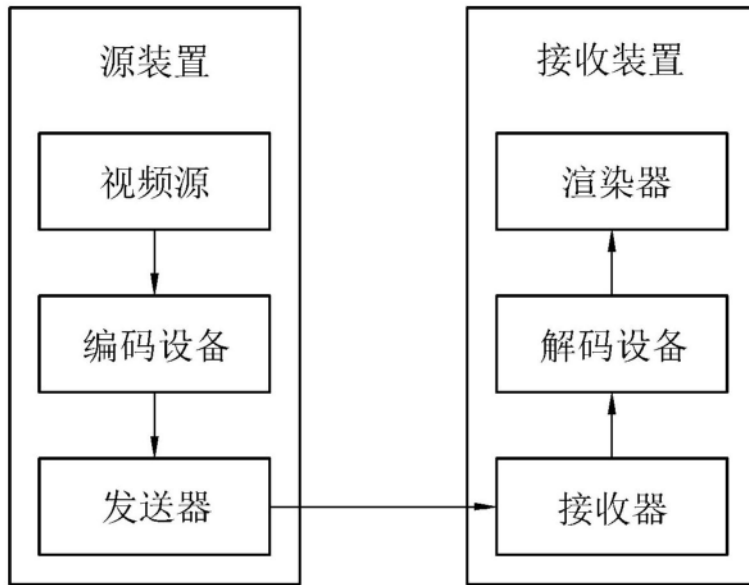 源装置
视频源
编码设备
发送器
接收装置
渲染器
解码设备
接收器